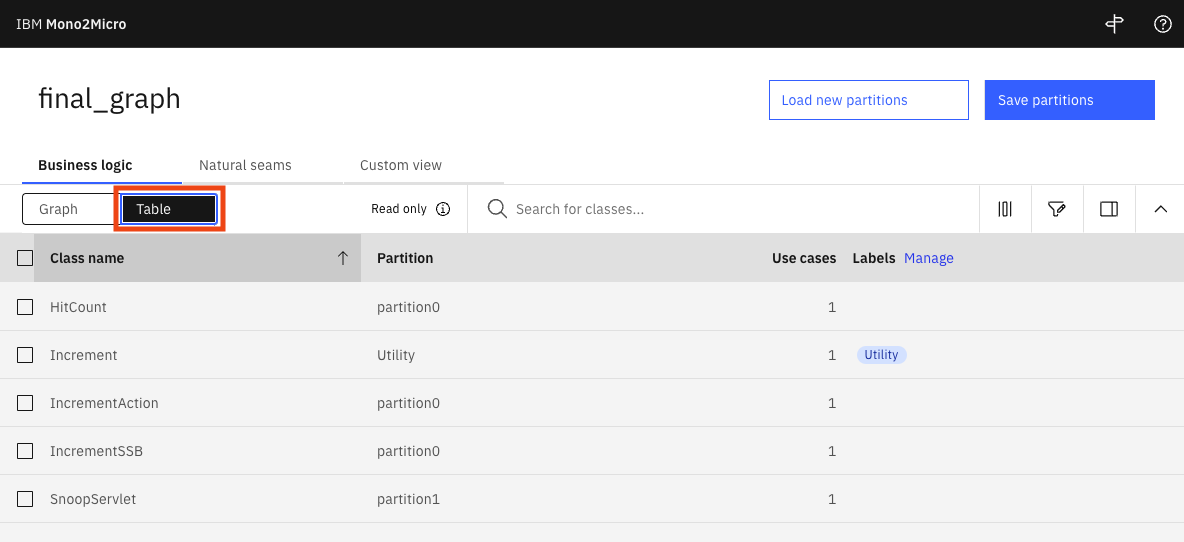 IBM Mono2Micro
final_graph
Load new partitions
Save partitions
Business logic
Natural seams
Custom view
Graph
Table
Read only
Search for classes...
Class name
Partition
Use cases
Labels Manage
HitCount partition0 1
Increment Utility 1 Utility
IncrementAction partition0 1
IncrementSSB partition0 1
SnoopServlet partition1 1